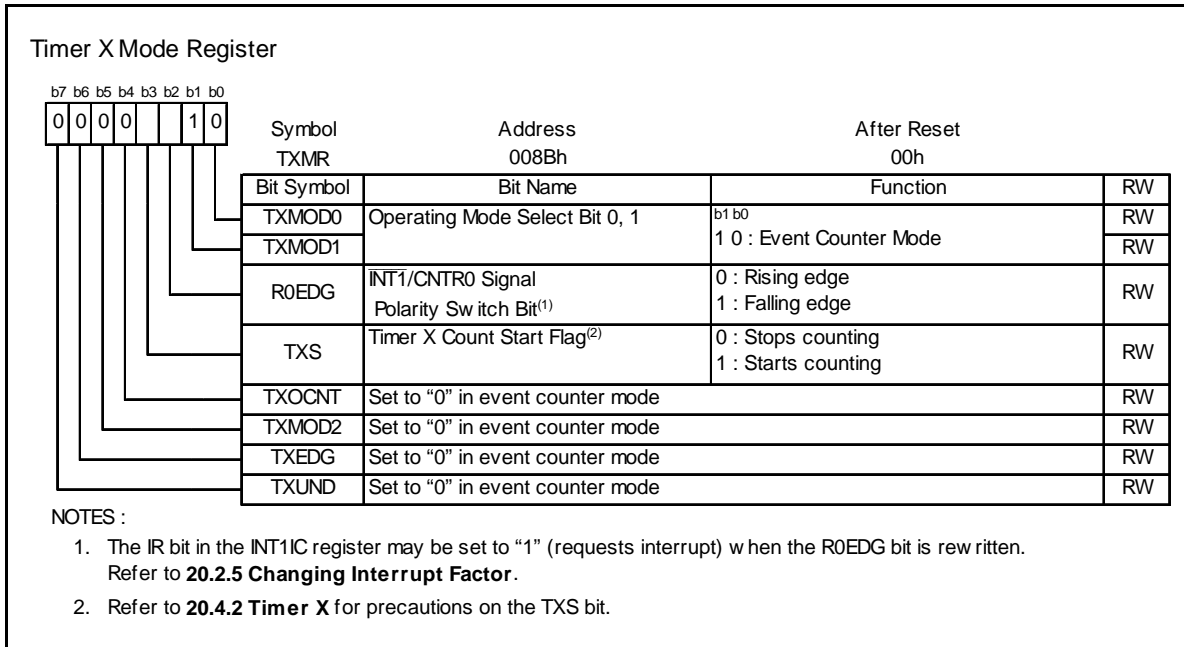 Timer X Mode Register
b7 b6 b5 b4 b3 b2 b1 b0
0 0 0 0 1 0
Symbol Address After Reset
TXMR 008Bh 00h
Bit Symbol Bit Name Function RW
TXMOD0 Operating Mode Select Bit 0, 1 b1 b0 RW
TXMOD1 1 0 : Event Counter Mode RW
R0EDG INT1/CNTR0 Signal 0 : Rising edge RW
Polarity Switch Bit(1) 1 : Falling edge
TXS Timer X Count Start Flag(2) 0 : Stops counting RW
1 : Starts counting
TXOCNT Set to “0” in event counter mode RW
TXMOD2 Set to “0” in event counter mode RW
TXEDG Set to “0” in event counter mode RW
TXUND Set to “0” in event counter mode RW
NOTES :
1. The IR bit in the INT1IC register may be set to “1” (requests interrupt) when the R0EDG bit is rewritten.
Refer to 20.2.5 Changing Interrupt Factor.
2. Refer to 20.4.2 Timer X for precautions on the TXS bit.